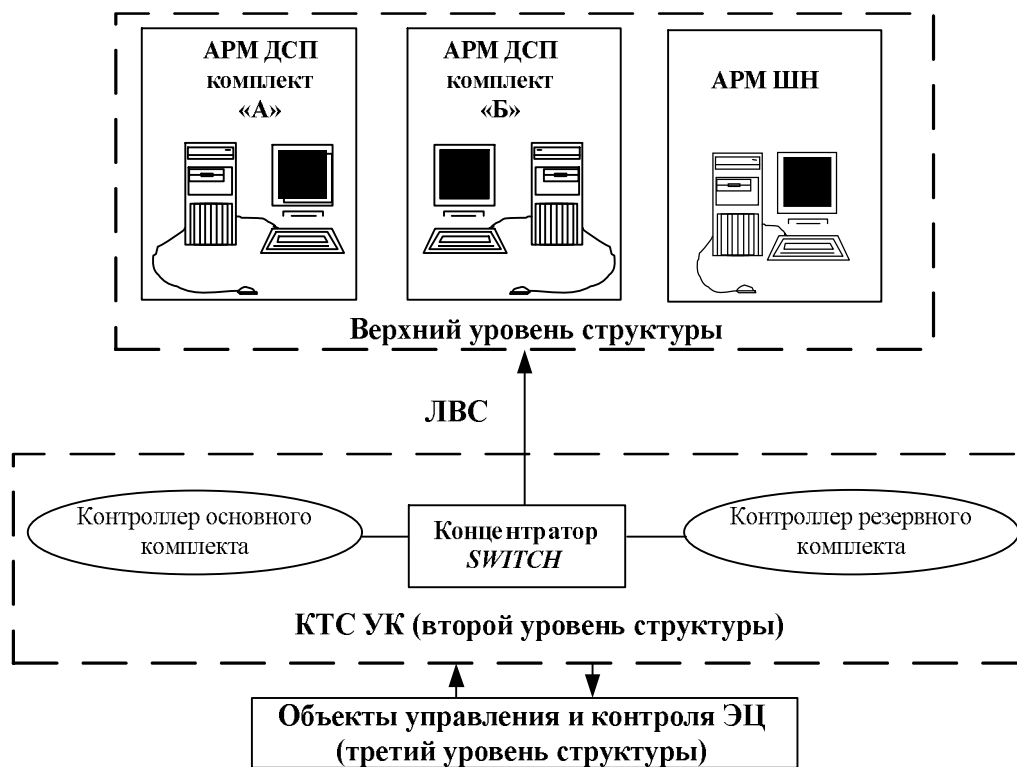 АРМ ДСП
комплект
«А»
АРМ ДСП
комплект
«Б»
АРМ ШН
Верхний уровень структуры
ЛВС
Контроллер основного
комплекта
Концентратор
SWITCH
Контроллер резервного
комплекта
КТС УК (второй уровень структуры)
Объекты управления и контроля ЭЦ
(третий уровень структуры)